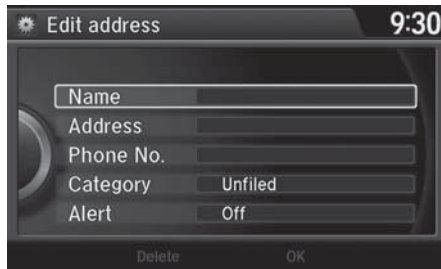 Edit address 9:30
Name
Address
Phone No.
Category Unfiled
Alert Off
Delete OK